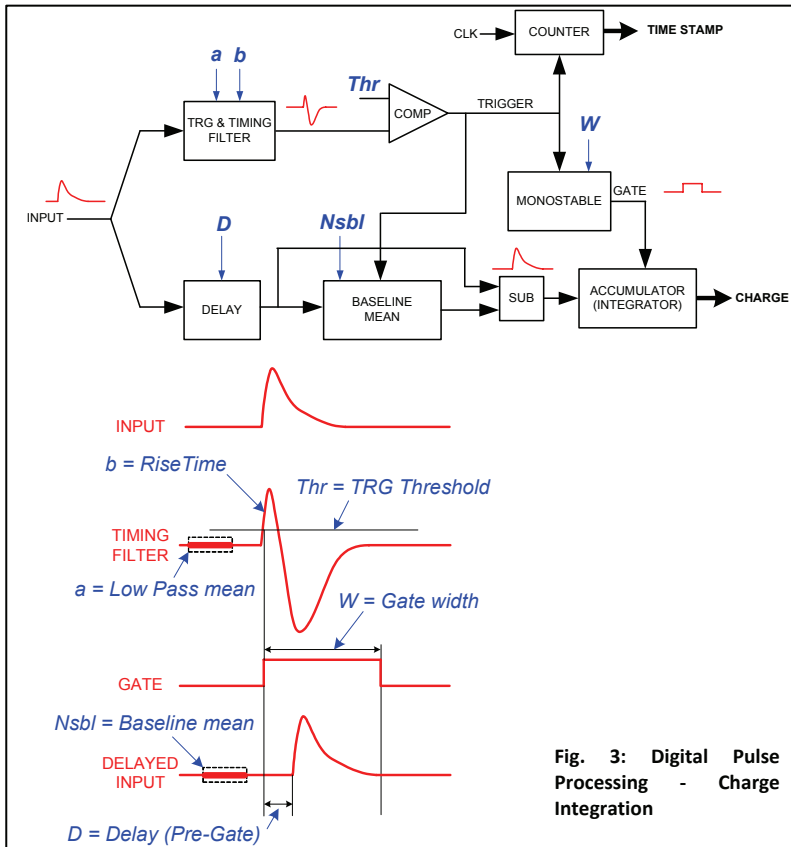 COUNTER
CLK
TIME STAMP
a b
Thr
TRG & TIMING
FILTER
COMP
TRIGGER
W
MONOSTABLE
GATE
INPUT
D
Nsbl
DELAY
BASELINE
MEAN
SUB
ACCUMULATOR
(INTEGRATOR)
CHARGE
INPUT
b = RiseTime
Thr = TRG Threshold
TIMING
FILTER
a = Low Pass mean
W = Gate width
GATE
Nsbl = Baseline mean
DELAYED
INPUT
D = Delay (Pre-Gate)
Fig. 3: Digital Pulse
Processing - Charge
Integration